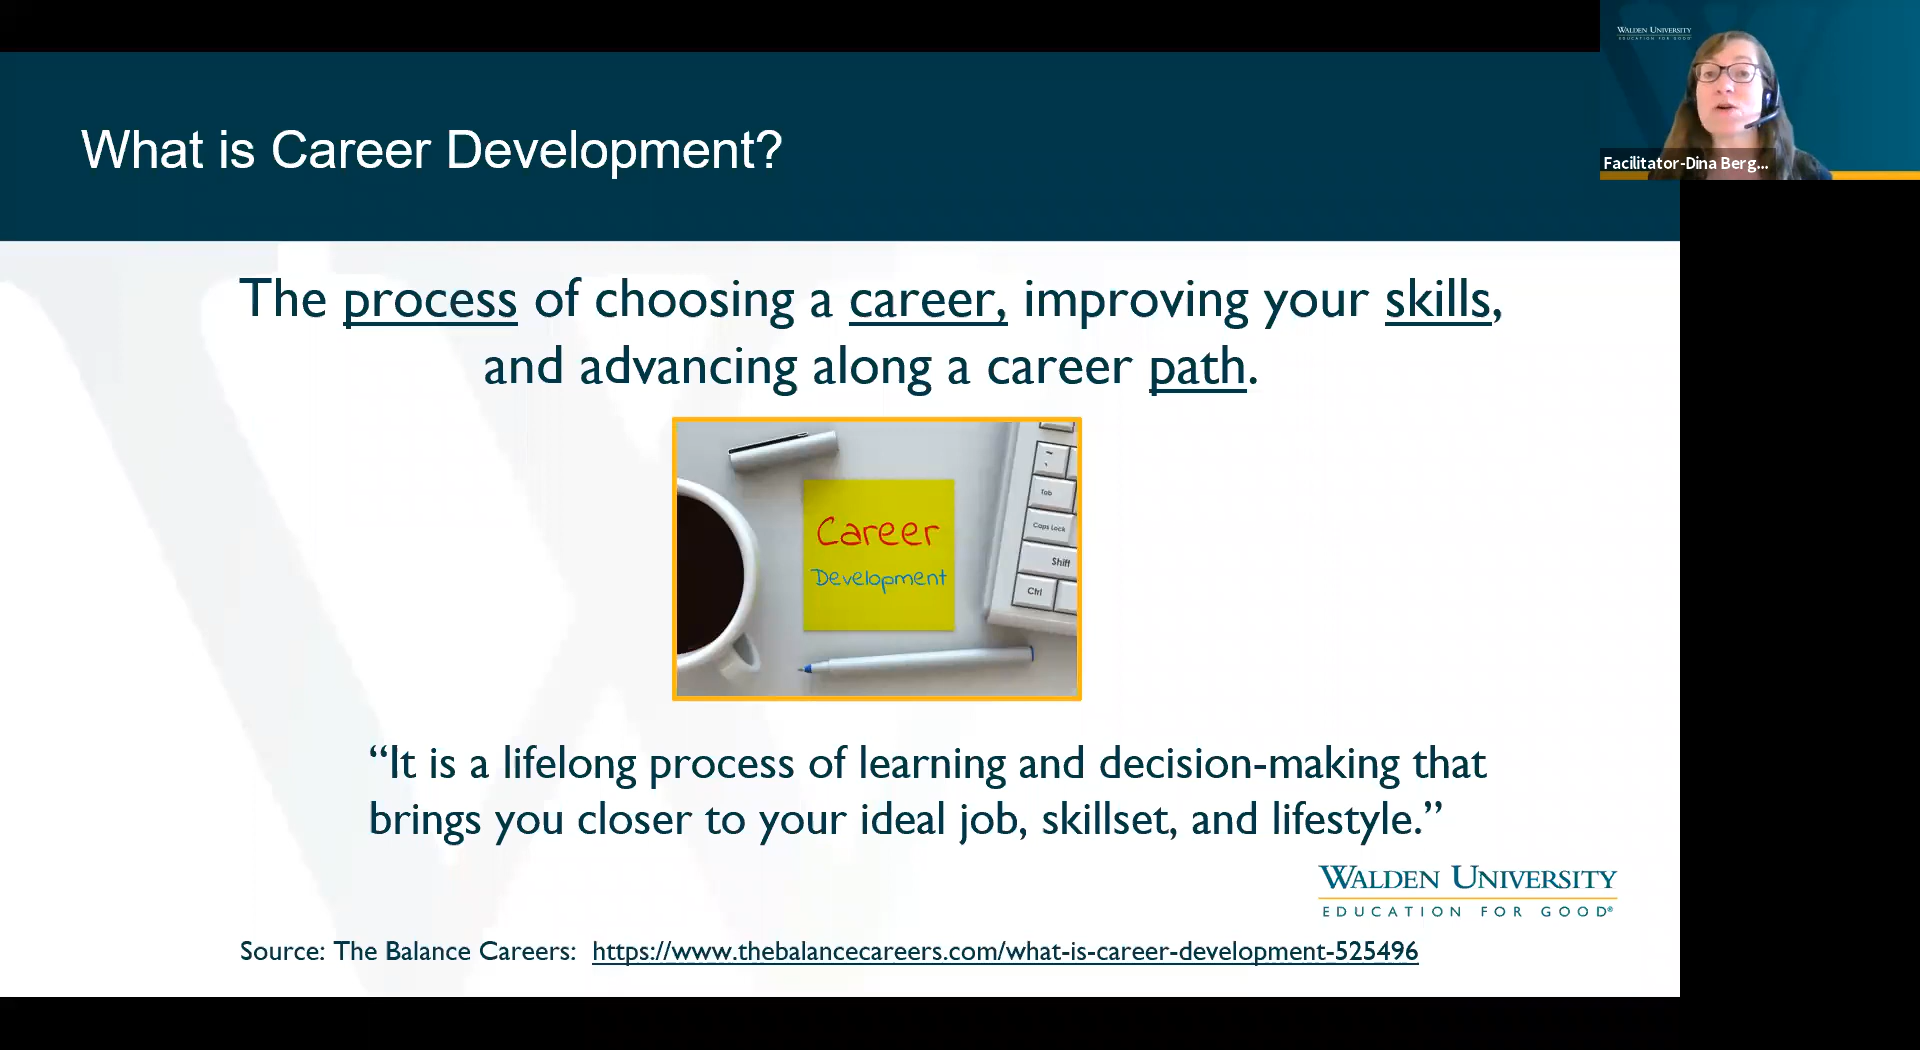 WALDEN UNIVERSITY
EDUCATION FOR GOOD
What is Career Development?
Facilitator-Dina Berg...
The process of choosing a career, improving your skills,
and advancing along a career path.
Career
Development
Tab
Caps Lock
Shift
Ctrl
“It is a lifelong process of learning and decision-making that
brings you closer to your ideal job, skillset, and lifestyle.”
WALDEN UNIVERSITY
EDUCATION FOR GOOD®
Source: The Balance Careers: https://www.thebalancecareers.com/what-is-career-development-525496